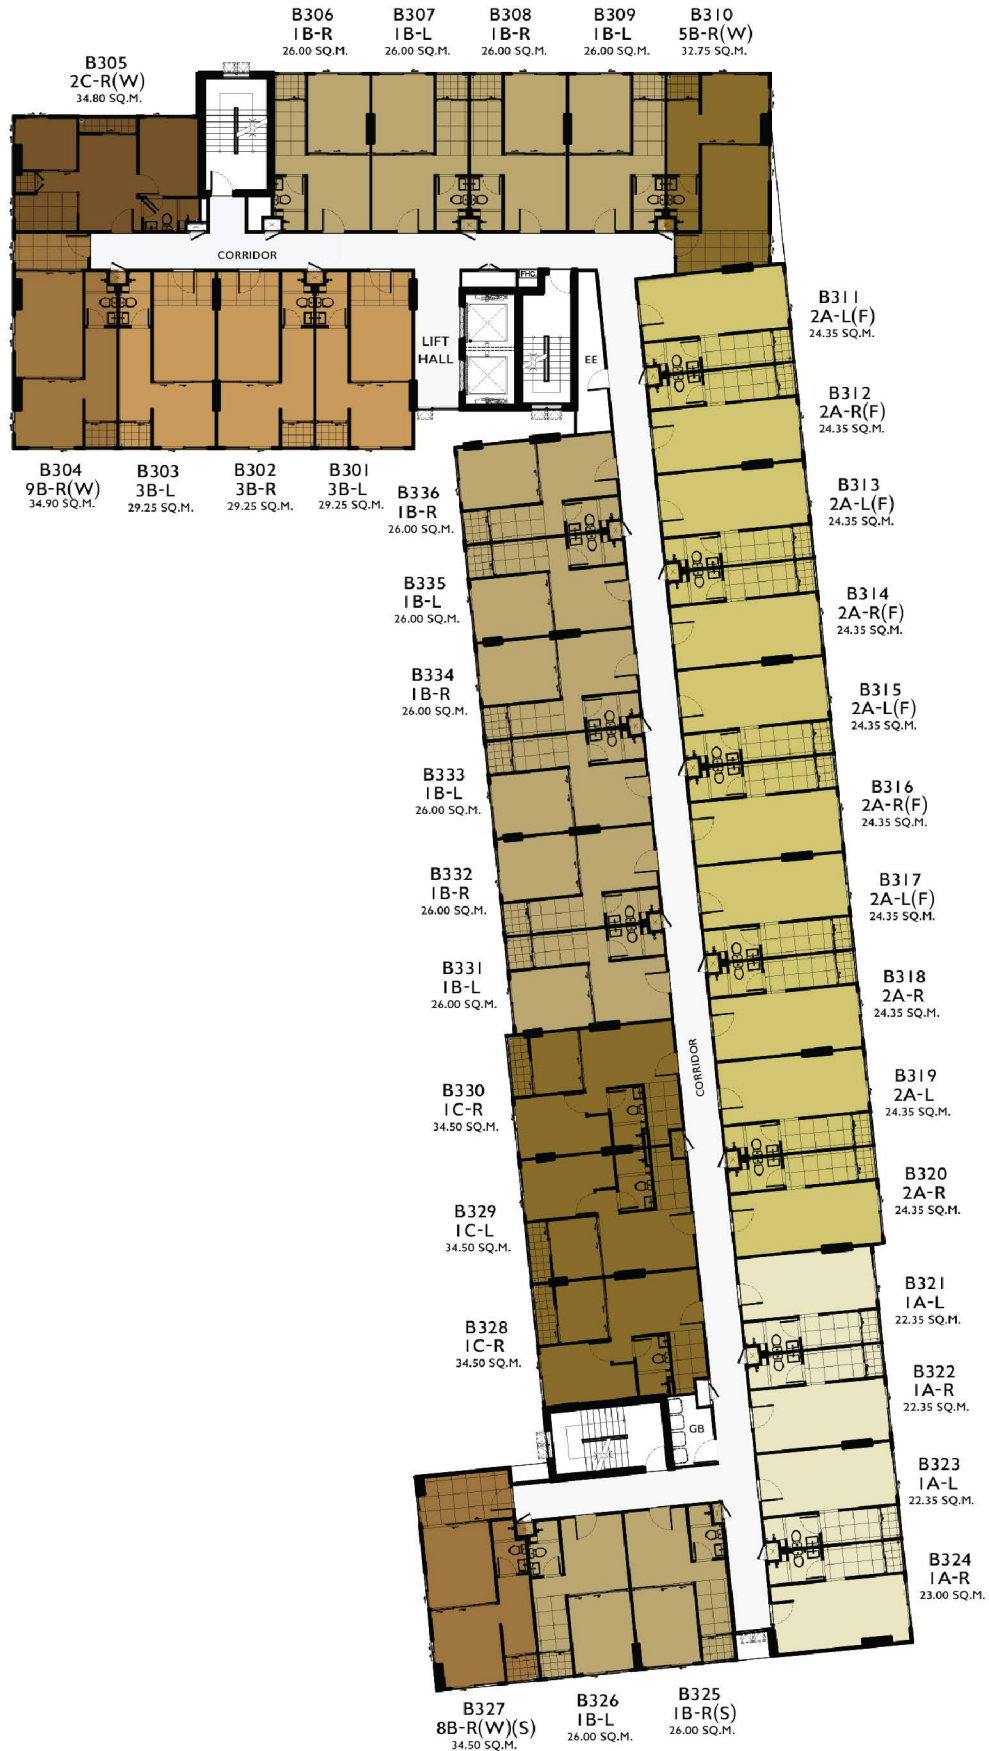 B306
1B-R
26.00 SQ.M.
B307
1B-L
26.00 SQ.M.
B308
1B-R
26.00 SQ.M.
B309
1B-L
26.00 SQ.M.
B310
5B-R(W)
32.75 SQ.M.
B305
2C-R(W)
34.80 SQ.M.
CORRIDOR
FHC
LIFT
HALL
EE
B311
2A-L(F)
24.35 SQ.M.
B312
2A-R(F)
24.35 SQ.M.
B304
9B-R(W)
34.90 SQ.M.
B303
3B-L
29.25 SQ.M.
B302
3B-R
29.25 SQ.M.
B301
3B-L
29.25 SQ.M.
B336
1B-R
26.00 SQ.M.
B313
2A-L(F)
24.35 SQ.M.
B335
1B-L
26.00 SQ.M.
B314
2A-R(F)
24.35 SQ.M.
B334
1B-R
26.00 SQ.M.
B315
2A-L(F)
24.35 SQ.M.
B333
1B-L
26.00 SQ.M.
B316
2A-R(F)
24.35 SQ.M.
B332
1B-R
26.00 SQ.M.
B317
2A-L(F)
24.35 SQ.M.
B331
1B-L
26.00 SQ.M.
B318
2A-R
24.35 SQ.M.
CORRIDOR
B330
1C-R
34.50 SQ.M.
B319
2A-L
24.35 SQ.M.
B329
1C-L
34.50 SQ.M.
B320
2A-R
24.35 SQ.M.
B328
1C-R
34.50 SQ.M.
B321
1A-L
22.35 SQ.M.
B322
1A-R
22.35 SQ.M.
GB
B323
1A-L
22.35 SQ.M.
B324
1A-R
23.00 SQ.M.
B327
8B-R(W)(S)
34.50 SQ.M.
B326
1B-L
26.00 SQ.M.
B325
1B-R(S)
26.00 SQ.M.